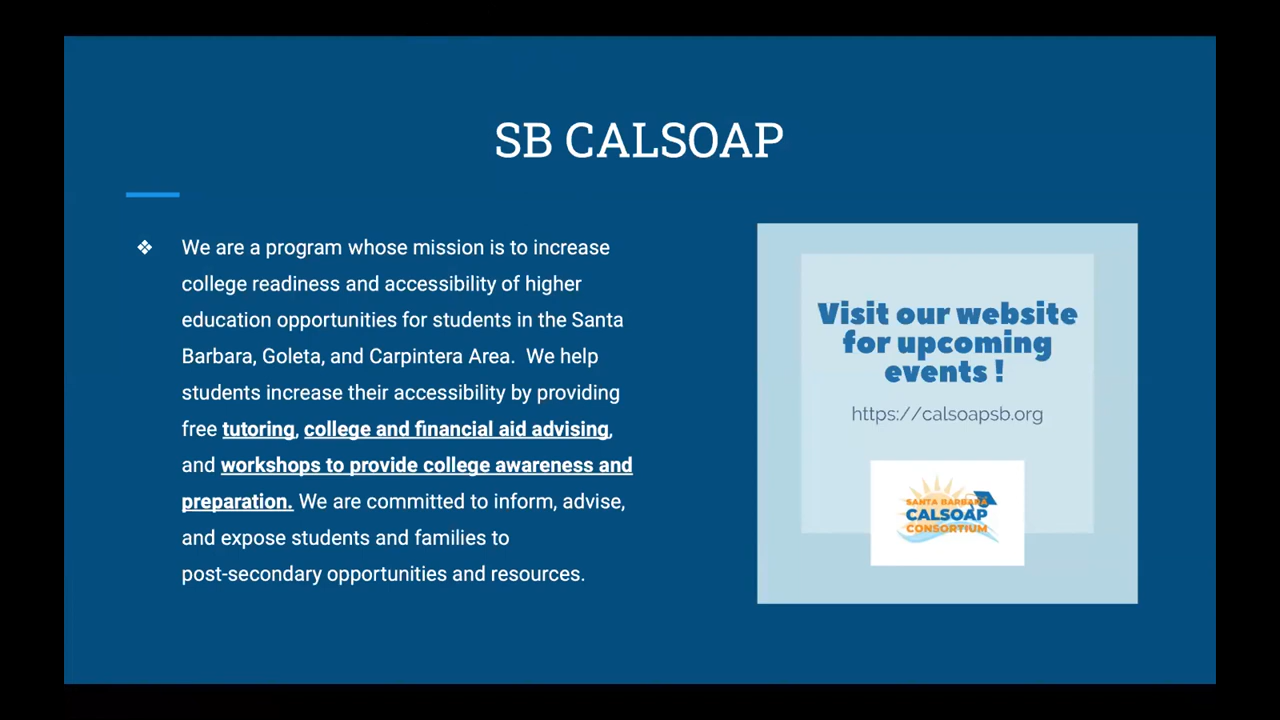 SB CALSOAP
❖ We are a program whose mission is to increase
college readiness and accessibility of higher
education opportunities for students in the Santa
Barbara, Goleta, and Carpintera Area. We help
students increase their accessibility by providing
free tutoring, college and financial aid advising,
and workshops to provide college awareness and
preparation. We are committed to inform, advise,
and expose students and families to
post-secondary opportunities and resources.
Visit our website
for upcoming
events !
https://calsoapsb.org
SANTA BARBARA
CALSOAP
CONSORTIUM